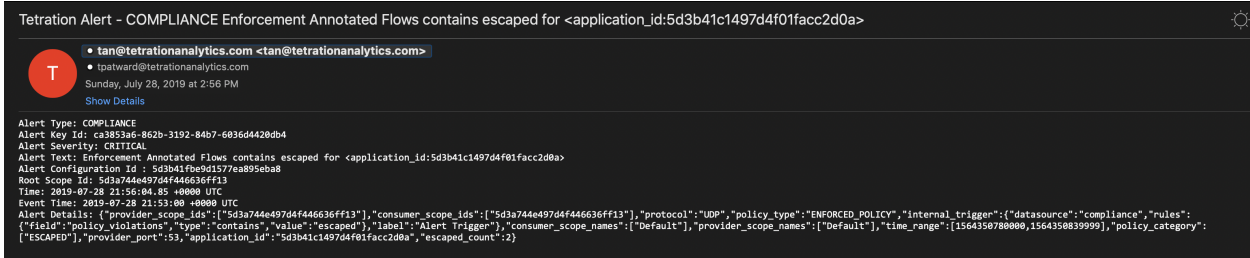 Tetration Alert - COMPLIANCE Enforcement Annotated Flows contains escaped for <application_id:5d3b41c1497d4f01facc2d0a>
T
• tan@tetrationanalytics.com <tan@tetrationanalytics.com>
• tpatward@tetrationanalytics.com
Sunday, July 28, 2019 at 2:56 PM
Show Details
Alert Type: COMPLIANCE
Alert Key Id: ca3853a6-862b-3192-84b7-6036d4420db4
Alert Severity: CRITICAL
Alert Text: Enforcement Annotated Flows contains escaped for <application_id:5d3b41c1497d4f01facc2d0a>
Alert Configuration Id : 5d3b41fbe9d1577ea895eba8
Root Scope Id: 5d3a744e497d4f446636ff13
Time: 2019-07-28 21:56:04.85 +0000 UTC
Event Time: 2019-07-28 21:53:00 +0000 UTC
Alert Details: {"provider_scope_ids":["5d3a744e497d4f446636ff13"],"consumer_scope_ids":["5d3a744e497d4f446636ff13"],"protocol":"UDP","policy_type":"ENFORCED_POLICY","internal_trigger":{"datasource":"compliance","rules":
{"field":"policy_violations","type":"contains","value":"escaped"},"label":"Alert Trigger"},"consumer_scope_names":["Default"],"provider_scope_names":["Default"],"time_range":[1564350780000,1564350839999],"policy_category":
["ESCAPED"],"provider_port":53,"application_id":"5d3b41c1497d4f01facc2d0a","escaped_count":2}